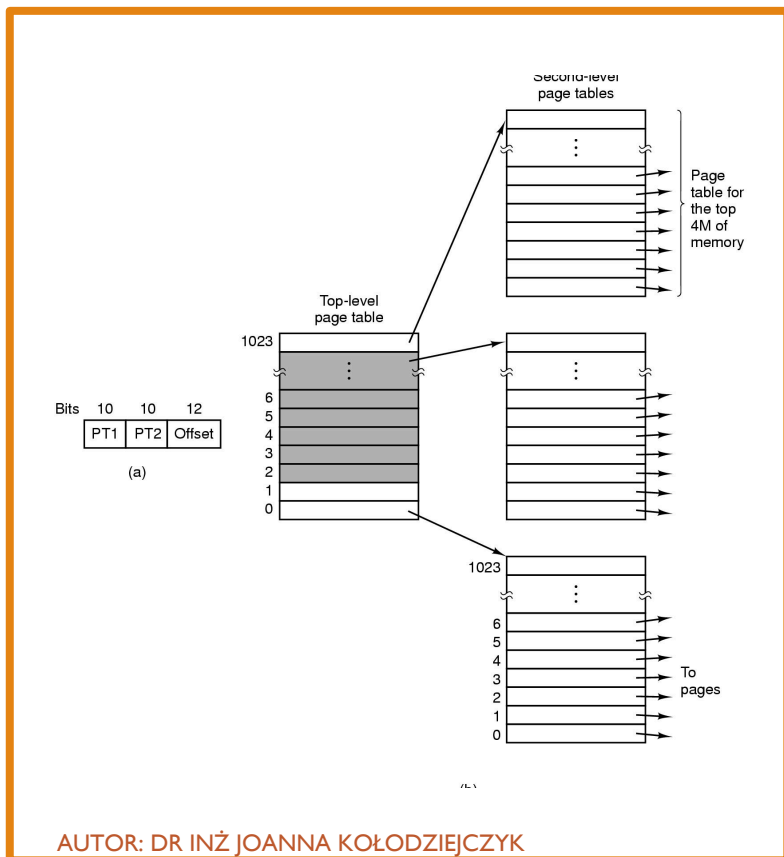 Second-level
page tables
Page
table for
the top
4M of
memory
Top-level
page table
1023
⋮
6
5
4
3
2
1
0
Bits 10 10 12
PT1 PT2 Offset
(a)
1023
⋮
6
5
4
3
2
1
0
To
pages
AUTOR: DR INŻ JOANNA KOŁODZIEJCZYK